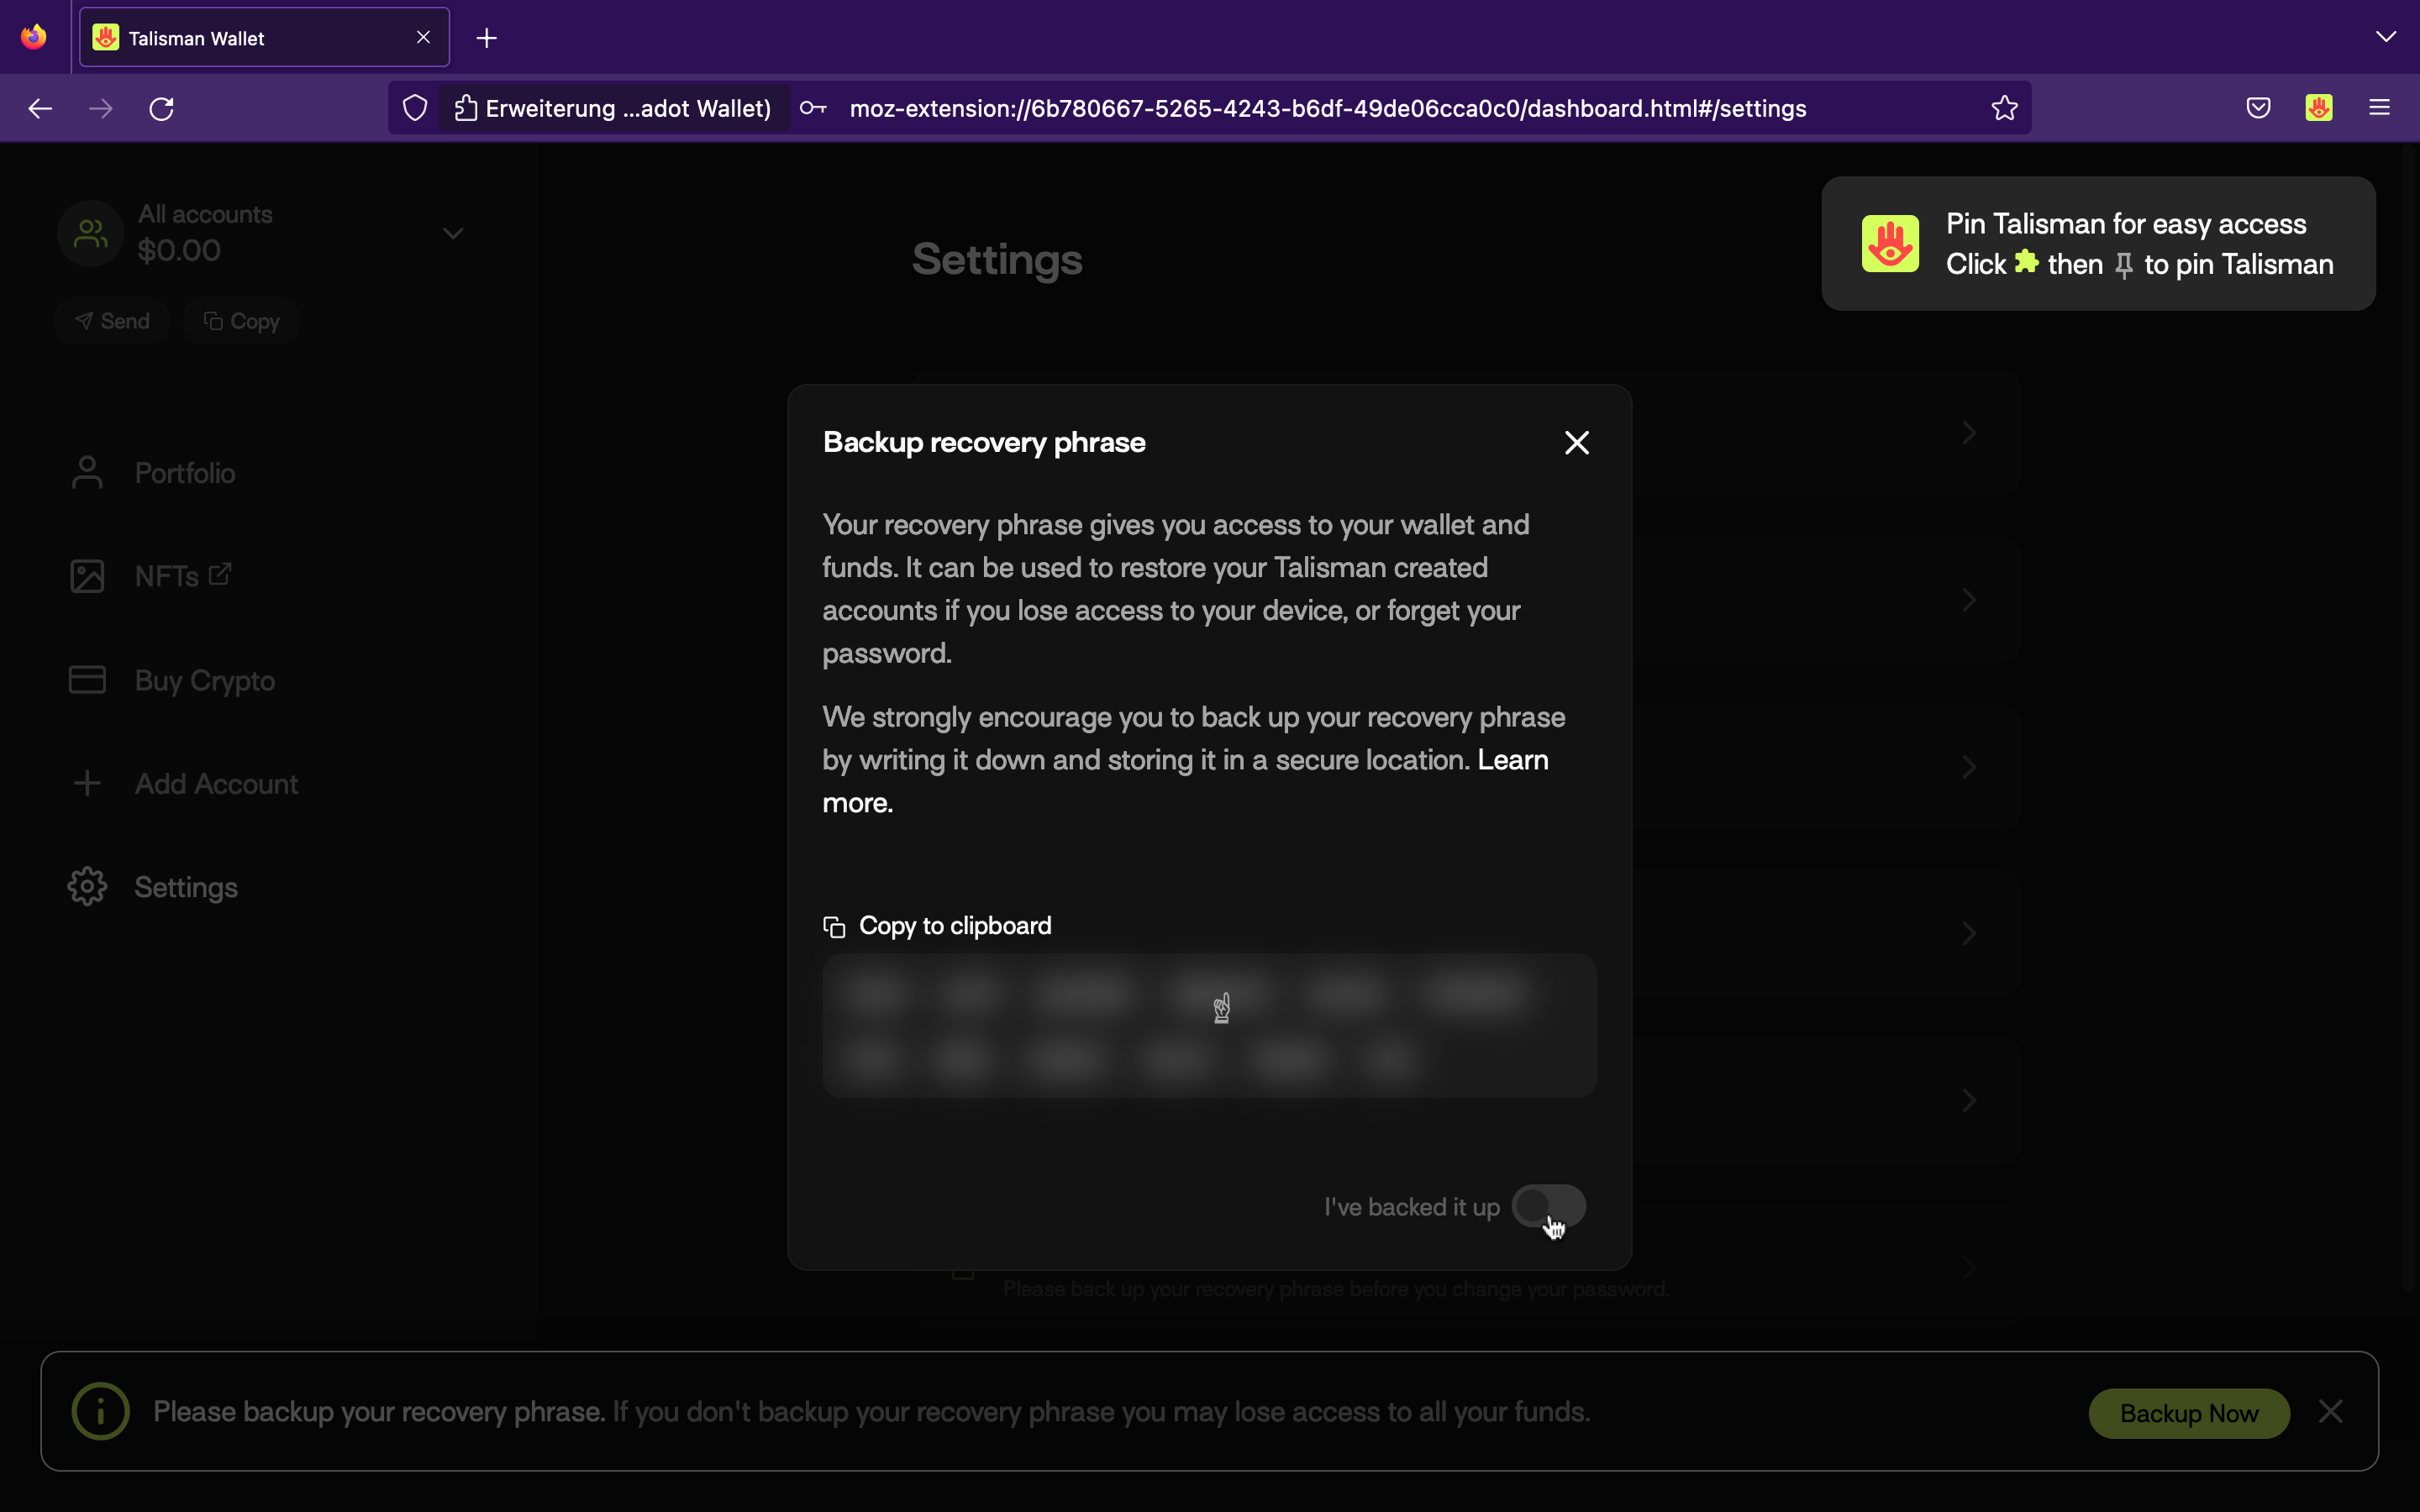 Talisman Wallet
Erweiterung ...adot Wallet)
moz-extension://6b780667-5265-4243-b6df-49de06cca0c0/dashboard.html#/settings
All accounts
$0.00
Send
Copy
Portfolio
NFTs
Buy Crypto
Add Account
Settings
Settings
Pin Talisman for easy access
Click then to pin Talisman
Backup recovery phrase
Your recovery phrase gives you access to your wallet and
funds. It can be used to restore your Talisman created
accounts if you lose access to your device, or forget your
password.
We strongly encourage you to back up your recovery phrase
by writing it down and storing it in a secure location. Learn
more.
Copy to clipboard
I've backed it up
Please back up your recovery phrase before you change your password.
Please backup your recovery phrase. If you don't backup your recovery phrase you may lose access to all your funds.
Backup Now